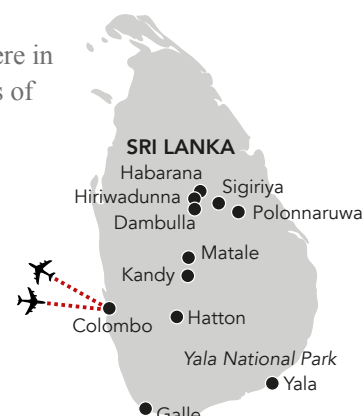 ere in
s of
SRI LANKA
Habarana
Sigiriya
Hiriwadunna
Polonnaruwa
Dambulla
Matale
Kandy
Colombo
Hatton
Yala National Park
Yala
Galle